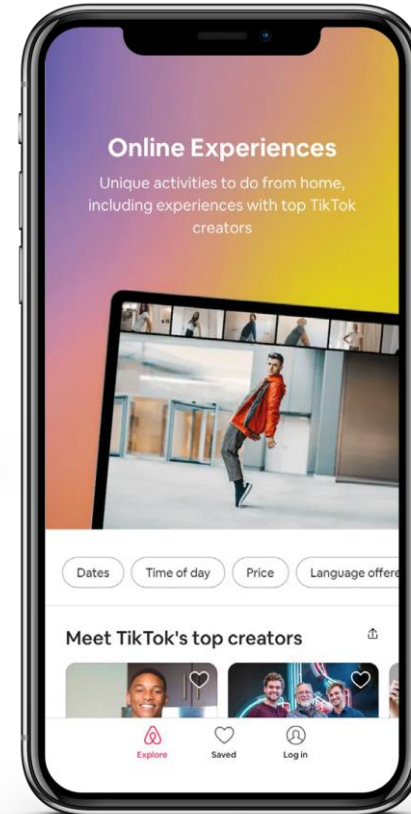 Online Experiences
Unique activities to do from home,
including experiences with top TikTok
creators
Dates
Time of day
Price
Language offere
Meet TikTok's top creators
Explore
Saved
Log in